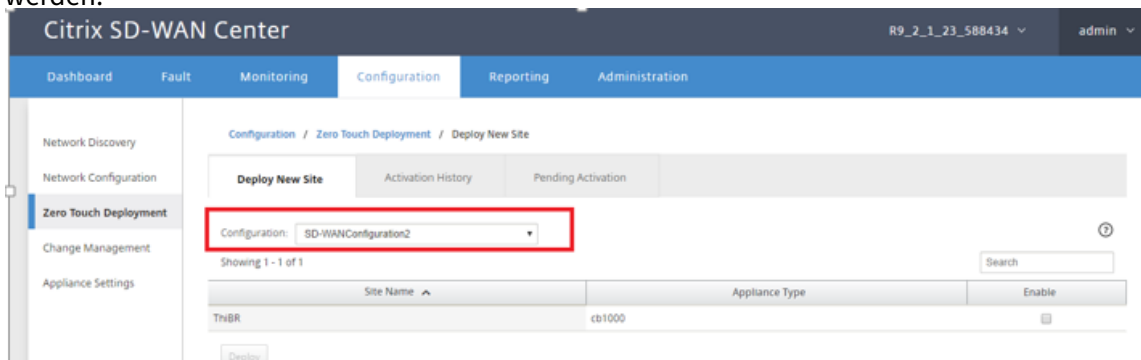 werden.
Citrix SD-WAN Center
R9_2_1_23_588434
admin
Dashboard Fault Monitoring Configuration Reporting Administration
Network Discovery
Network Configuration
Zero Touch Deployment
Change Management
Appliance Settings
Configuration / Zero Touch Deployment / Deploy New Site
Deploy New Site Activation History Pending Activation
Configuration: SD-WANConfiguration2
Showing 1 - 1 of 1
Search
Site Name Appliance Type Enable
ThiBR cb1000
Deploy